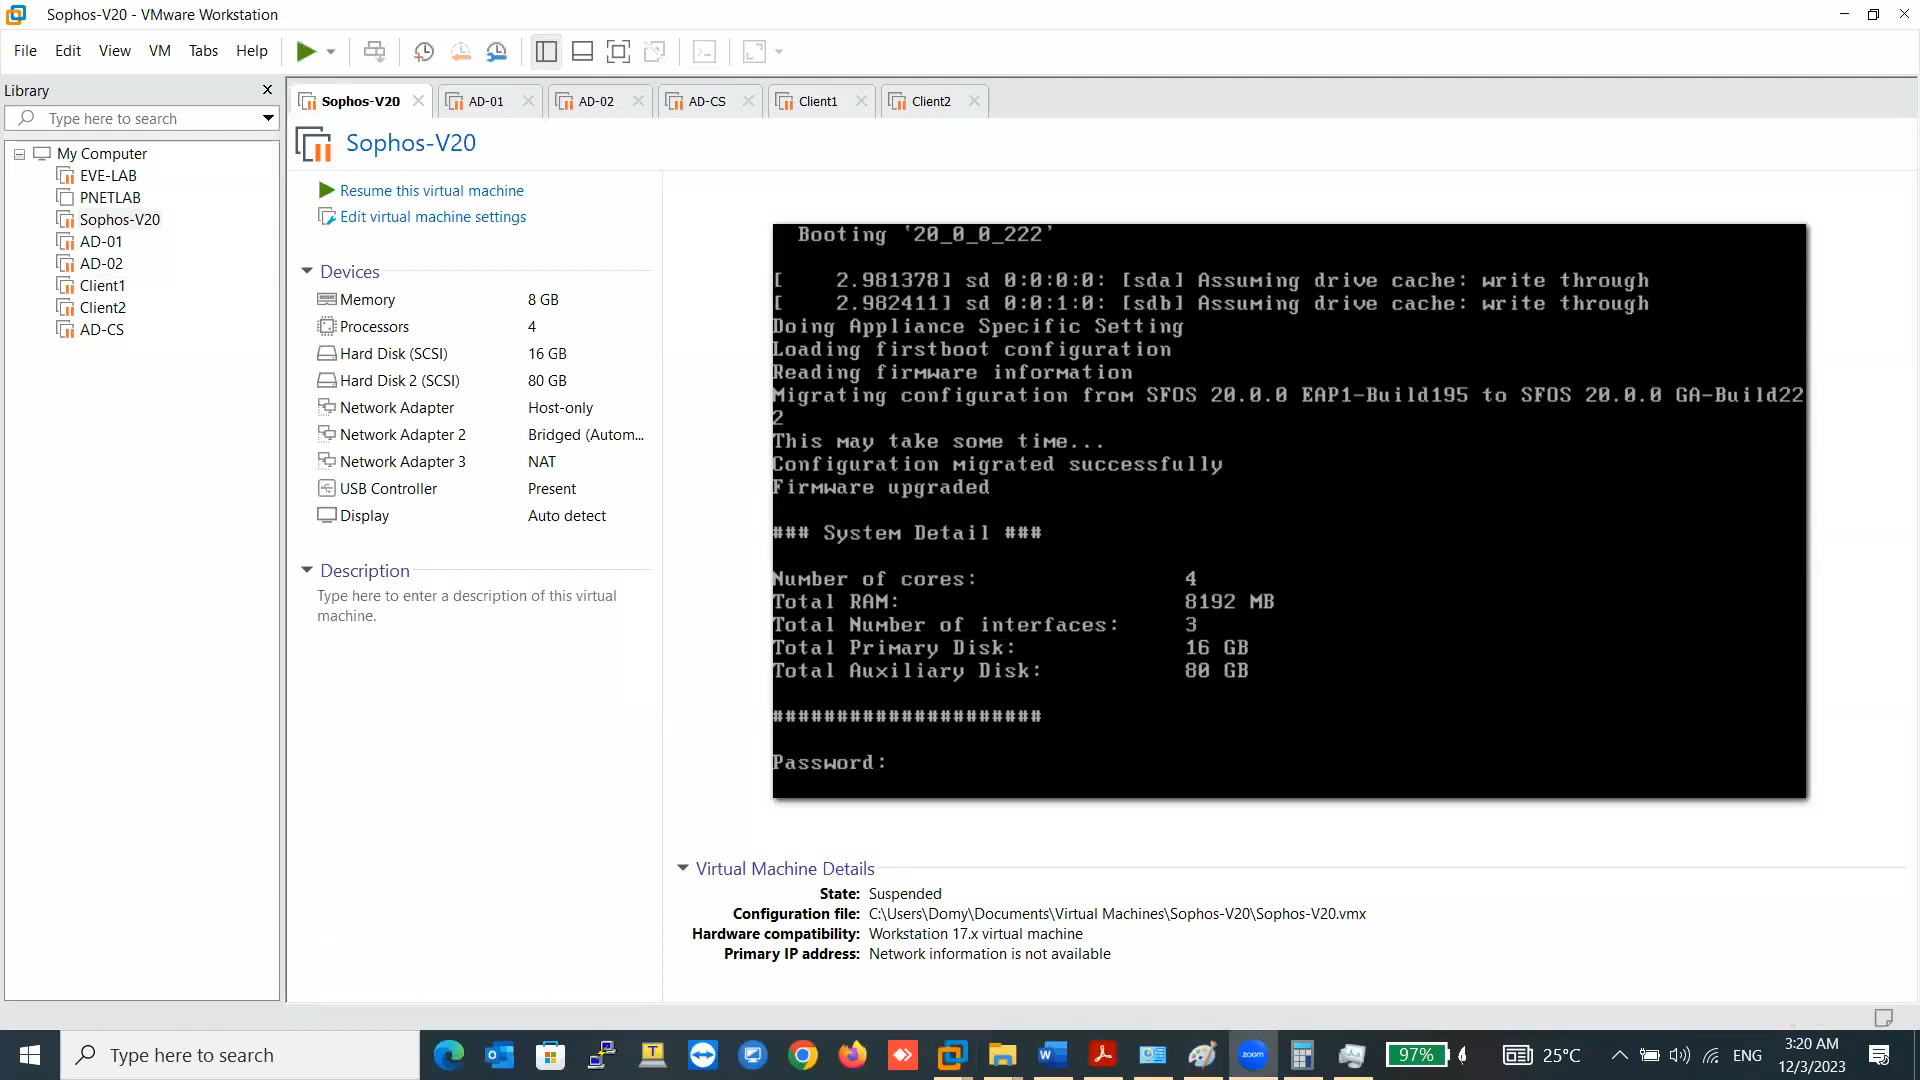 Sophos-V20 - VMware Workstation
File Edit View VM Tabs Help
Library
Type here to search
My Computer
EVE-LAB
PNETLAB
Sophos-V20
AD-01
AD-02
Client1
Client2
AD-CS
Sophos-V20 AD-01 AD-02 AD-CS Client1 Client2
Sophos-V20
Resume this virtual machine
Edit virtual machine settings
Devices
Memory 8 GB
Processors 4
Hard Disk (SCSI) 16 GB
Hard Disk 2 (SCSI) 80 GB
Network Adapter Host-only
Network Adapter 2 Bridged (Autom...
Network Adapter 3 NAT
USB Controller Present
Display Auto detect
Description
Type here to enter a description of this virtual
machine.
Booting '20_0_0_222'
[ 2.981378] sd 0:0:0:0: [sda] Assuming drive cache: write through
[ 2.982411] sd 0:0:1:0: [sdb] Assuming drive cache: write through
Doing Appliance Specific Setting
Loading firstboot configuration
Reading firmware information
Migrating configuration from SFOS 20.0.0 EAP1-Build195 to SFOS 20.0.0 GA-Build22
2
This may take some time...
Configuration migrated successfully
Firmware upgraded
### System Detail ###
Number of cores: 4
Total RAM: 8192 MB
Total Number of interfaces: 3
Total Primary Disk: 16 GB
Total Auxiliary Disk: 80 GB
#####################
Password:
Virtual Machine Details
State: Suspended
Configuration file: C:\Users\Domy\Documents\Virtual Machines\Sophos-V20\Sophos-V20.vmx
Hardware compatibility: Workstation 17.x virtual machine
Primary IP address: Network information is not available
Type here to search
zoom
97%
25°C
ENG
3:20 AM
12/3/2023